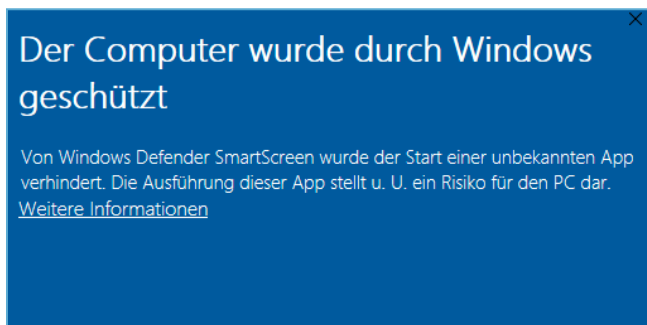 Der Computer wurde durch Windows
geschützt
Von Windows Defender SmartScreen wurde der Start einer unbekannten App
verhindert. Die Ausführung dieser App stellt u. U. ein Risiko für den PC dar.
Weitere Informationen